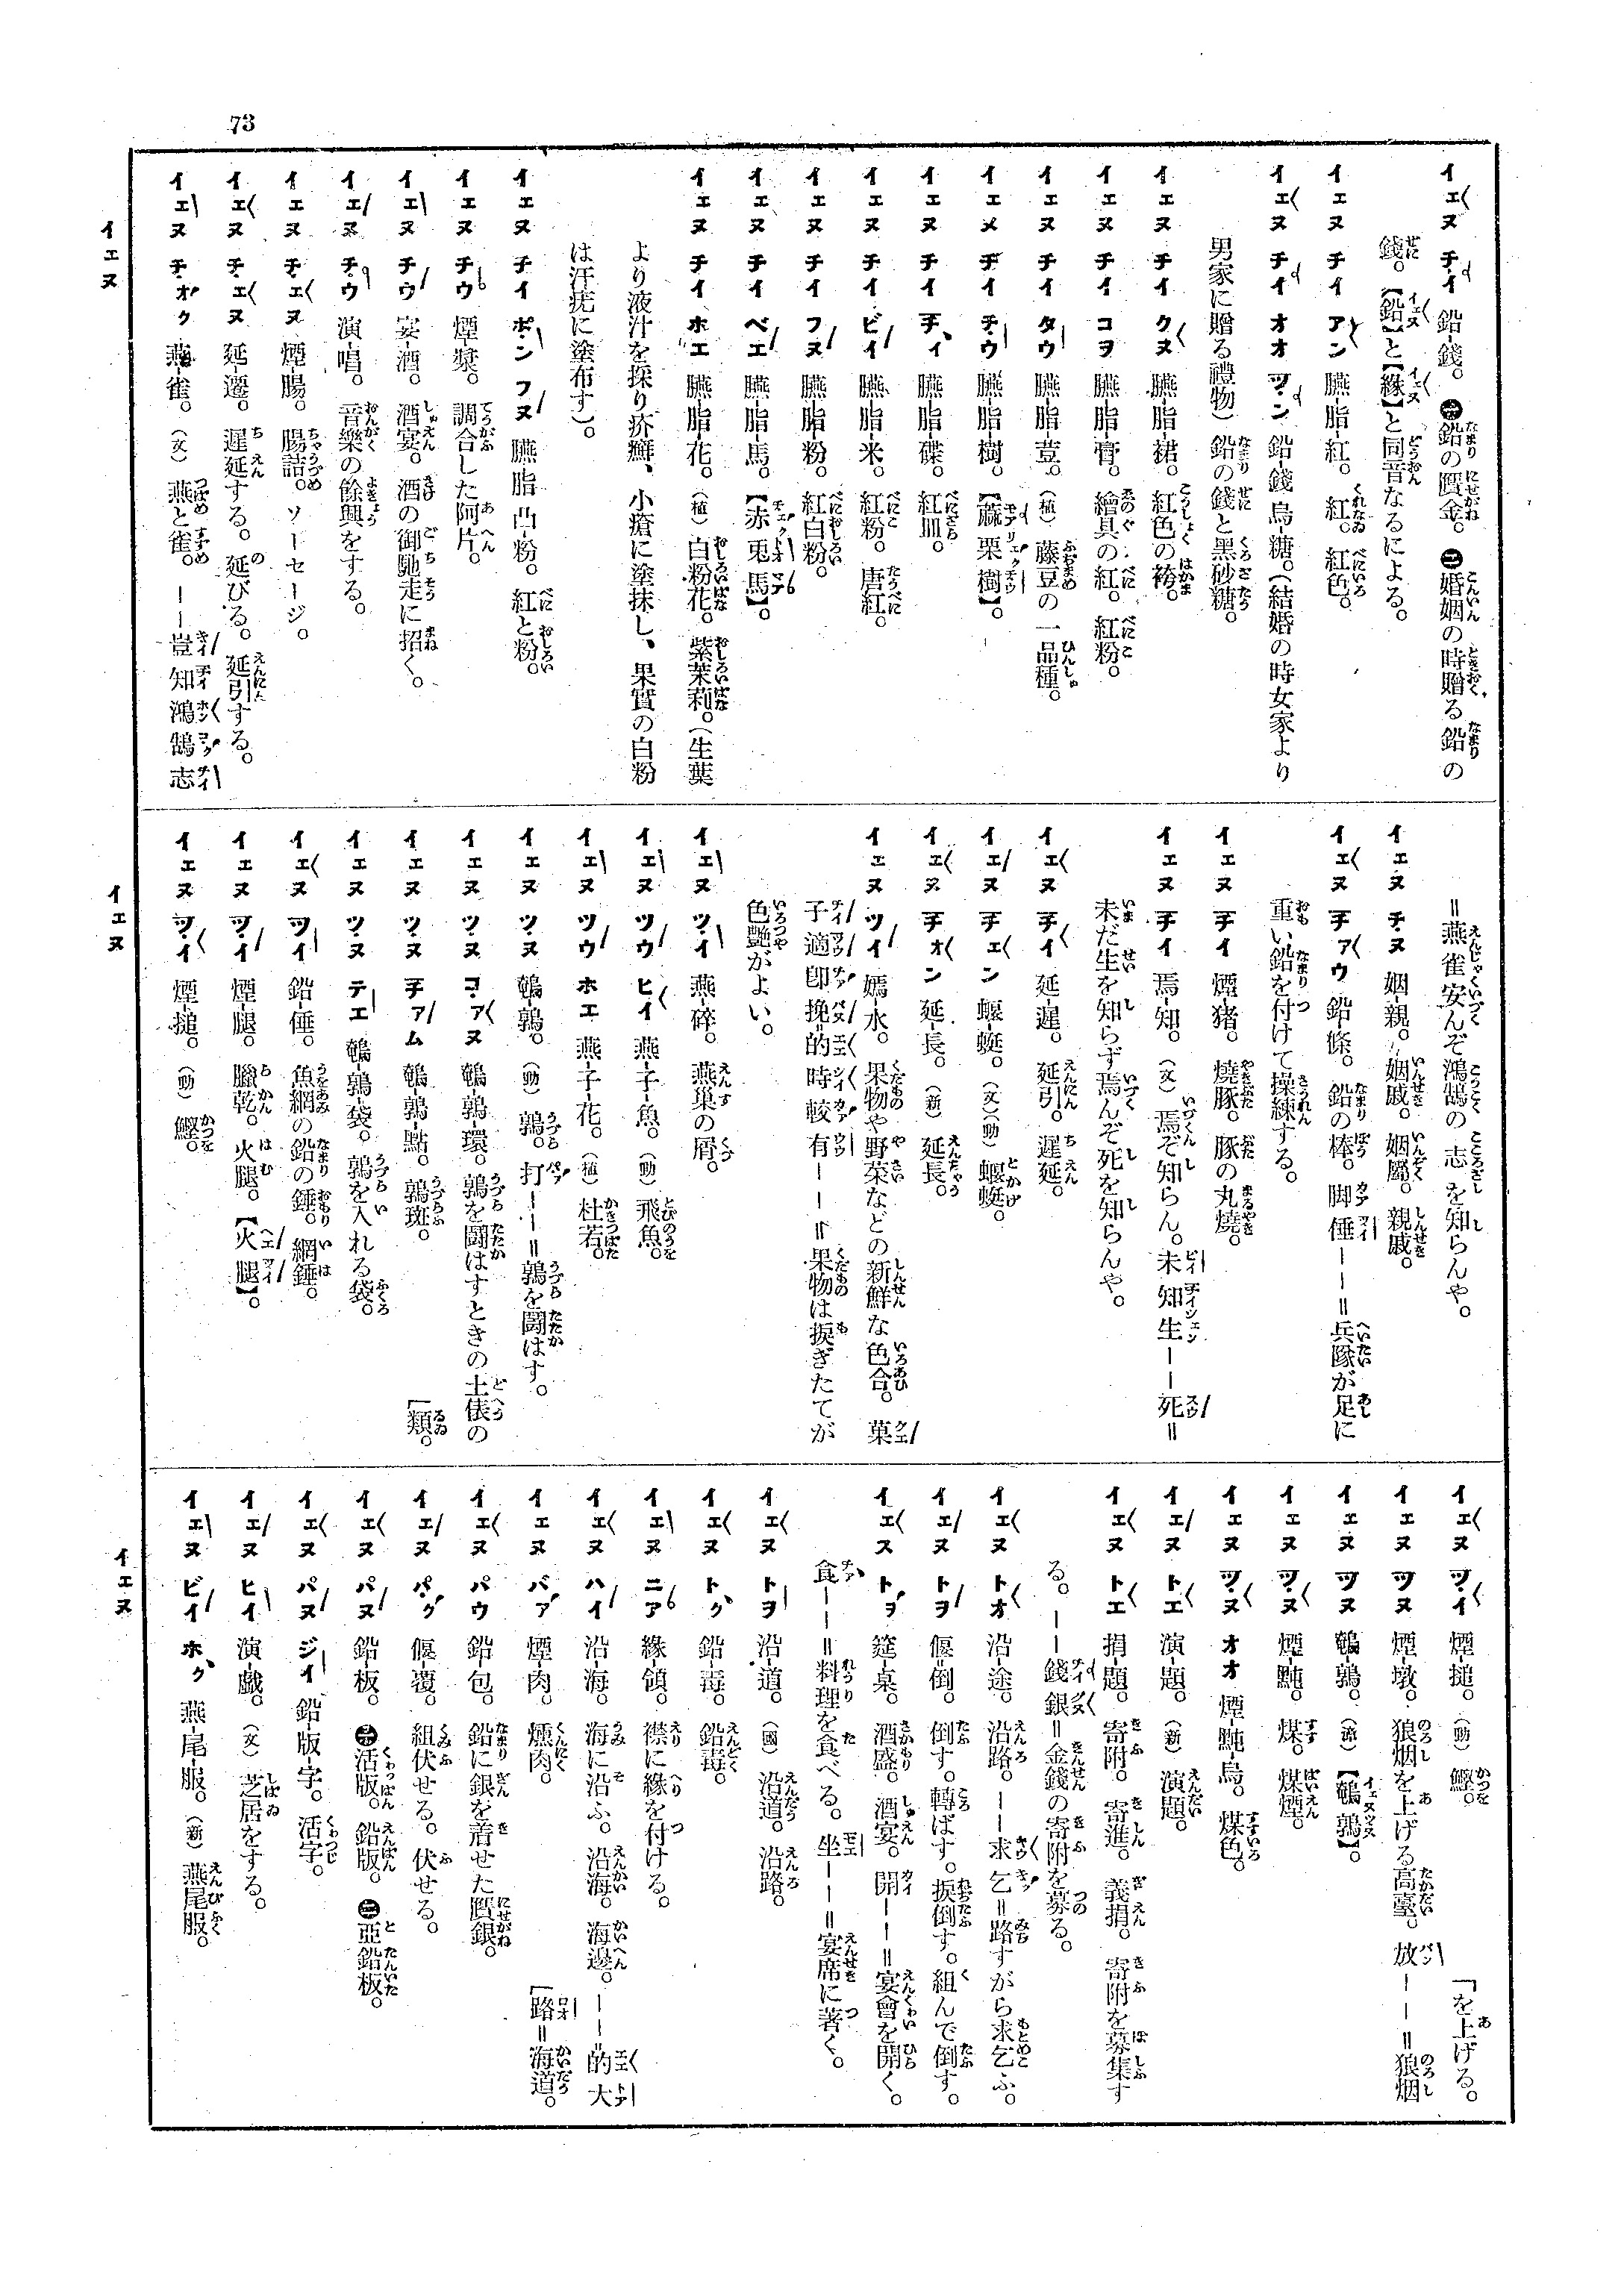 73
イエヌ
イエヌ チイ 鉛-錢。㊀鉛の贋金。㊁婚姻の時贈る鉛の
錢。【鉛】と【緣】と同音なるによる。
イエヌ チイ アン 臙-脂-紅。紅。紅色。
イエヌ チイ オオ ツン 鉛-錢 烏-糖。(結婚の時女家より
男家に贈る禮物)鉛の錢と黑砂糖。
イエヌ チイ クヌ 臙-脂-裙。紅色の袴。
イエヌ チイ コヲ 臙-脂-膏。繪具の紅。紅粉。
イエヌ チイ タウ 臙-脂-荳。(植)藤豆の一品種。
イエヌ チイ チウ 臙-脂-樹。【蔴栗樹】。
イエヌ チイ チィ 臙-脂-碟。紅皿。
イエヌ チイ ビイ 臙-脂-米。紅粉。唐紅。
イエヌ チイ フヌ 臙-脂-粉。紅白粉。
イエヌ チイ ベエ 臙-脂-馬。【赤兎馬】。
イエヌ チイ ホエ 臙-脂-花。(植)白粉花。紫茉莉。(生葉
より液汁を採り疥癬、小瘡に塗抹し、果實の白粉
は汗疣に塗布す)。
イエヌ チイ ポン フヌ 臙脂凸-粉。紅と粉。
イエヌ チウ 煙-漿。調合した阿片。
イエヌ チウ 宴-酒。酒宴。酒の御馳走に招く。
イエヌ チウ 演-唱。音樂の餘興をする。
イエヌ チェヌ 煙-腸。腸詰。ソーセージ。
イエヌ チェヌ 延-遷。遲延する。延びる。延引する。
イエヌ チオク 燕-雀。(文)燕と雀。——豈知鴻鵠志
イエヌ
=燕雀安んぞ鴻鵠の志を知らんや。
イエヌ チヌ 姻-親。姻戚。姻屬。親戚。
イエヌ チァウ 鉛-條。鉛の棒。脚倕——=兵隊が足に
重い鉛を付けて操練する。
イエヌ チイ 煙-猪。燒豚。豚の丸燒。
イエヌ チイ 焉-知。(文)焉ぞ知らん。未知生——死=
未だ生を知らず焉んぞ死を知らんや。
イエヌ チイ 延-遲。延引。遲延。
イエヌ チェン 蝘-蜓。(文)(動)蝘蜓。
イエヌ チォン 延-長。(新)延長。
イエヌ ツイ 嫣-水。果物や野菜などの新鮮な色合。菓
子適卽挽=的時較有——=果物は捩ぎたてが
色艷がよい。
イエヌ ツイ 燕-碎。燕巢の屑。
イエヌ ツウ ヒイ 燕-子-魚。(動)飛魚。
イエヌ ツウ ホエ 燕-子-花。(植)杜若。
イエヌ ツヌ 鵪-鶉。(動)鶉。打——=鶉を鬪はす。
イエヌ ツヌ コアヌ 鵪-鶉-環。鶉を鬪はすときの土俵の
[類。
イエヌ ツヌ チァム 鵪-鶉-點。鶉斑。
イエヌ ツヌ テエ 鵪-鶉-袋。鶉を入れる袋。
イエヌ ツイ 鉛-倕。魚網の鉛の錘。網錘。
イエヌ ツイ 煙-腿。臘乾。火腿。【火腿】。
イエヌ ツイ 煙-搥。(動)鰹。
イエヌ
イエヌ ツイ 煙-搥。(動)鰹。
[を上げる。
イエヌ ツヌ 煙-墩。狼烟を上げる高臺。放——=狼烟
イエヌ ツヌ 鵪-鶉。(動)【鵪鶉】。
イエヌ ツヌ 煙-黗。煤。煤煙。
イエヌ ツヌ オオ 煙黗-烏。煤色。
イエヌ トエ 演-題。(新)演題。
イエヌ トエ 捐-題。寄附。寄進。義捐。寄附を募集す
る。——錢銀=金錢の寄附を募る。
イエヌ トオ 沿-途。沿路。——求乞=路すがら求乞ふ。
イエヌ トヲ 偃-倒。倒す。轉ばす。捩倒す。組んで倒す。
イエス トヲ 筵-桌。酒盛。酒宴。開——=宴會を開く。
食——=料理を食べる。坐——=宴席に著く。
イエヌ トヲ 沿-道。(國)沿道。沿路。
イエヌ トク 鉛-毒。鉛毒。
イエヌ ニア 緣-領。襟に緣を付ける。
イエヌ ハイ 沿-海。海に沿ふ。沿海。海邊。——=的大
[路=海道。
イエヌ バア 煙-肉。燻肉。
イエヌ パウ 鉛-包。鉛に銀を着せた贋銀。
イエヌ パク 偃-覆。組伏せる。伏せる。
イエヌ パヌ 鉛-板。㊀活版。鉛版。㊁亞鉛板。
イエヌ パヌ ジイ 鉛-版-字。活字。
イエヌ ヒイ 演-戲。(文)芝居をする。
イエヌ ビイ ホク 燕-尾-服。(新)燕尾服。